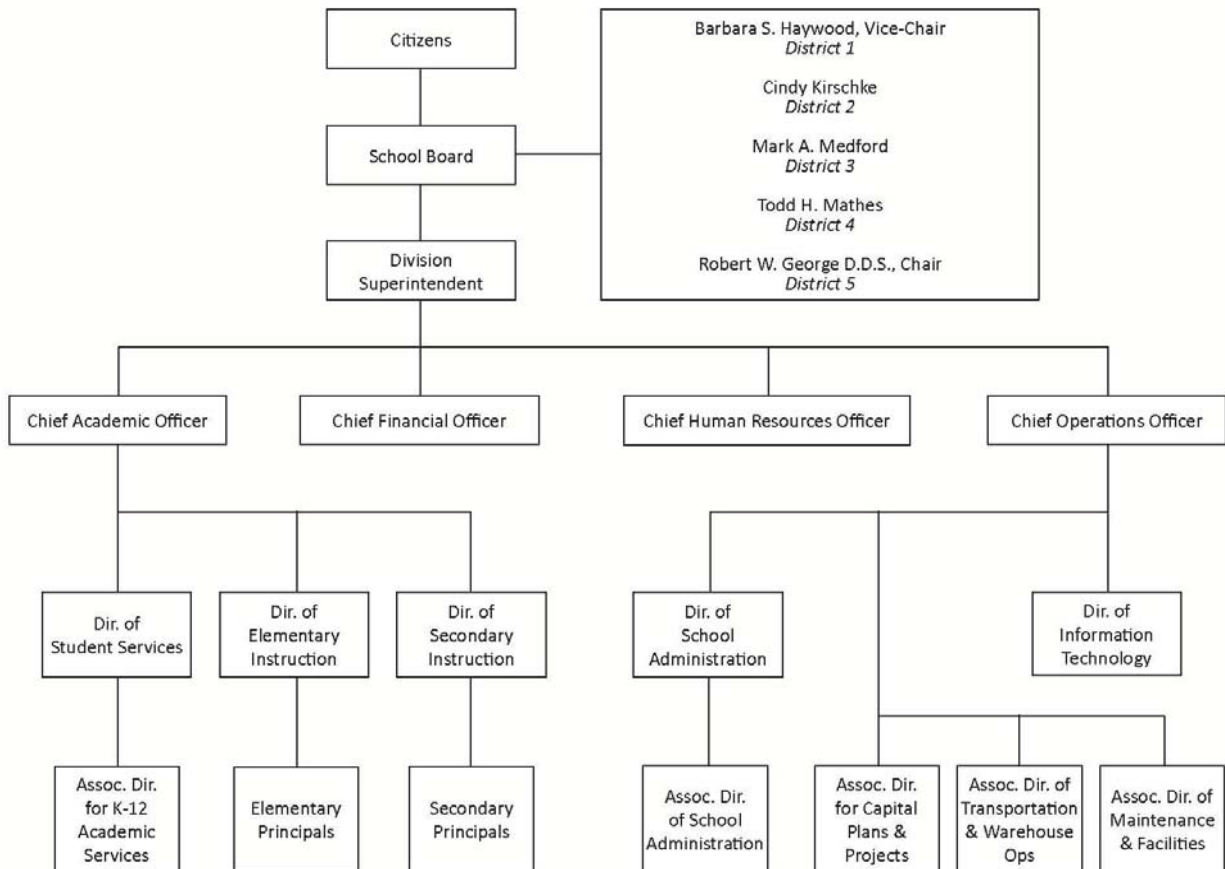 Citizens
Barbara S. Haywood, Vice-Chair
District 1
Cindy Kirschke
District 2
School Board
Mark A. Medford
District 3
Todd H. Mathes
District 4
Division
Superintendent
Robert W. George D.D.S., Chair
District 5
Chief Academic Officer
Chief Financial Officer
Chief Human Resources Officer
Chief Operations Officer
Dir. of
Student Services
Dir. of
Elementary
Instruction
Dir. of
Secondary
Instruction
Dir. of
School
Administration
Dir. of
Information
Technology
Assoc. Dir.
for K-12
Academic
Services
Elementary
Principals
Secondary
Principals
Assoc. Dir.
of School
Administration
Assoc. Dir.
for Capital
Plans &
Projects
Assoc. Dir. of
Transportation
& Warehouse
Ops
Assoc. Dir. of
Maintenance
& Facilities